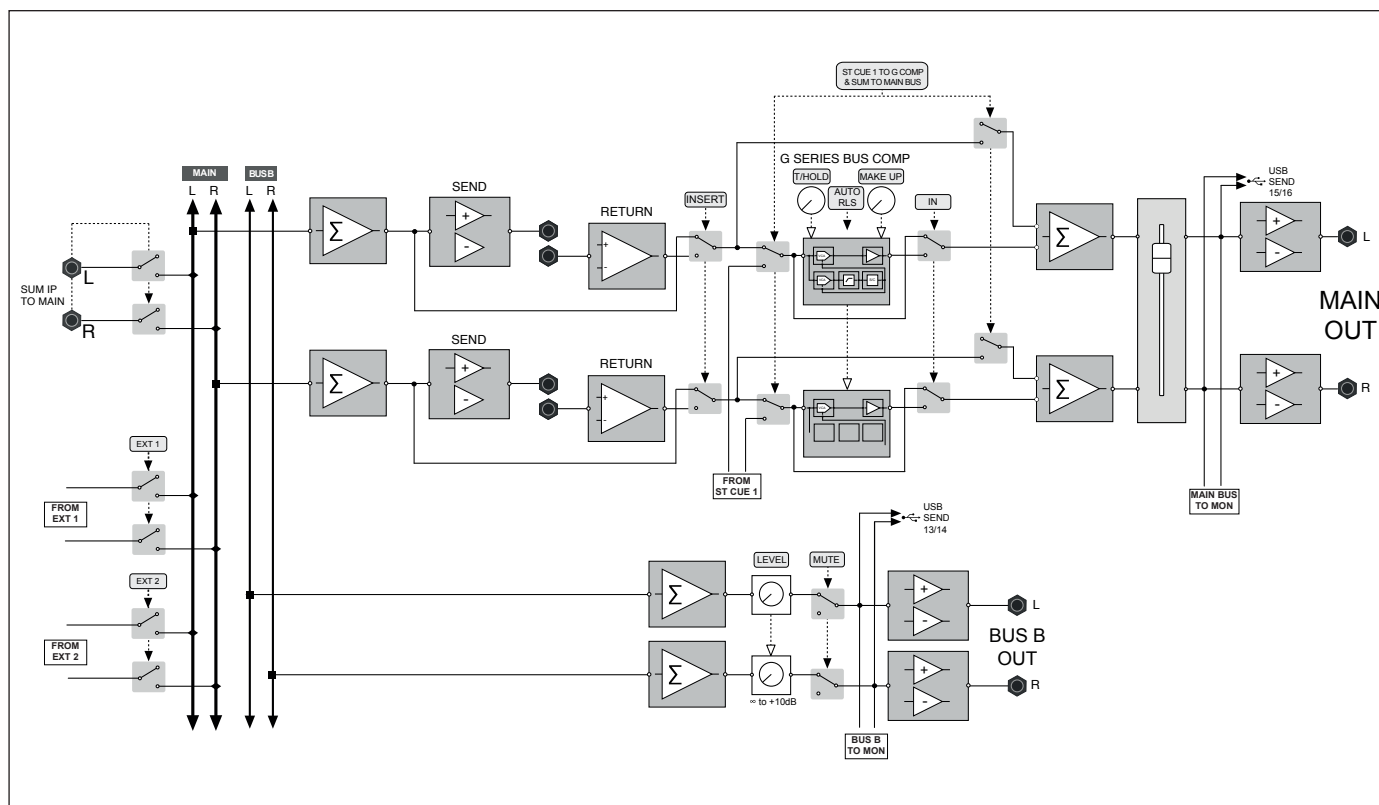 ST CUE 1 TO G COMP
& SUM TO MAIN BUS
G SERIES BUS COMP
MAIN
BUSB
L
R
L
R
SEND
T/HOLD
AUTO
RLS
MAKE UP
USB
SEND
15/16
INSERT
IN
RETURN
Σ
+
-
+
-
Σ
+
-
L
SUM IP
TO MAIN
L
R
MAIN
OUT
SEND
RETURN
Σ
+
-
+
-
Σ
+
-
R
EXT 1
FROM
EXT 1
FROM
ST CUE 1
MAIN BUS
TO MON
USB
SEND
13/14
EXT 2
FROM
EXT 2
LEVEL
MUTE
Σ
+
-
L
BUS B
OUT
Σ
+
-
R
∞ to +10dB
BUS B
TO MON